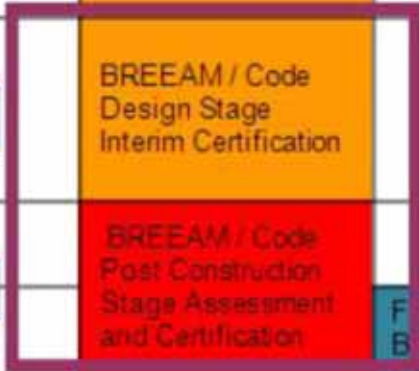 BREEAM / Code
Design Stage
Interim Certification
BREEAM / Code
Post Construction
Stage Assessment
and Certification
F
B